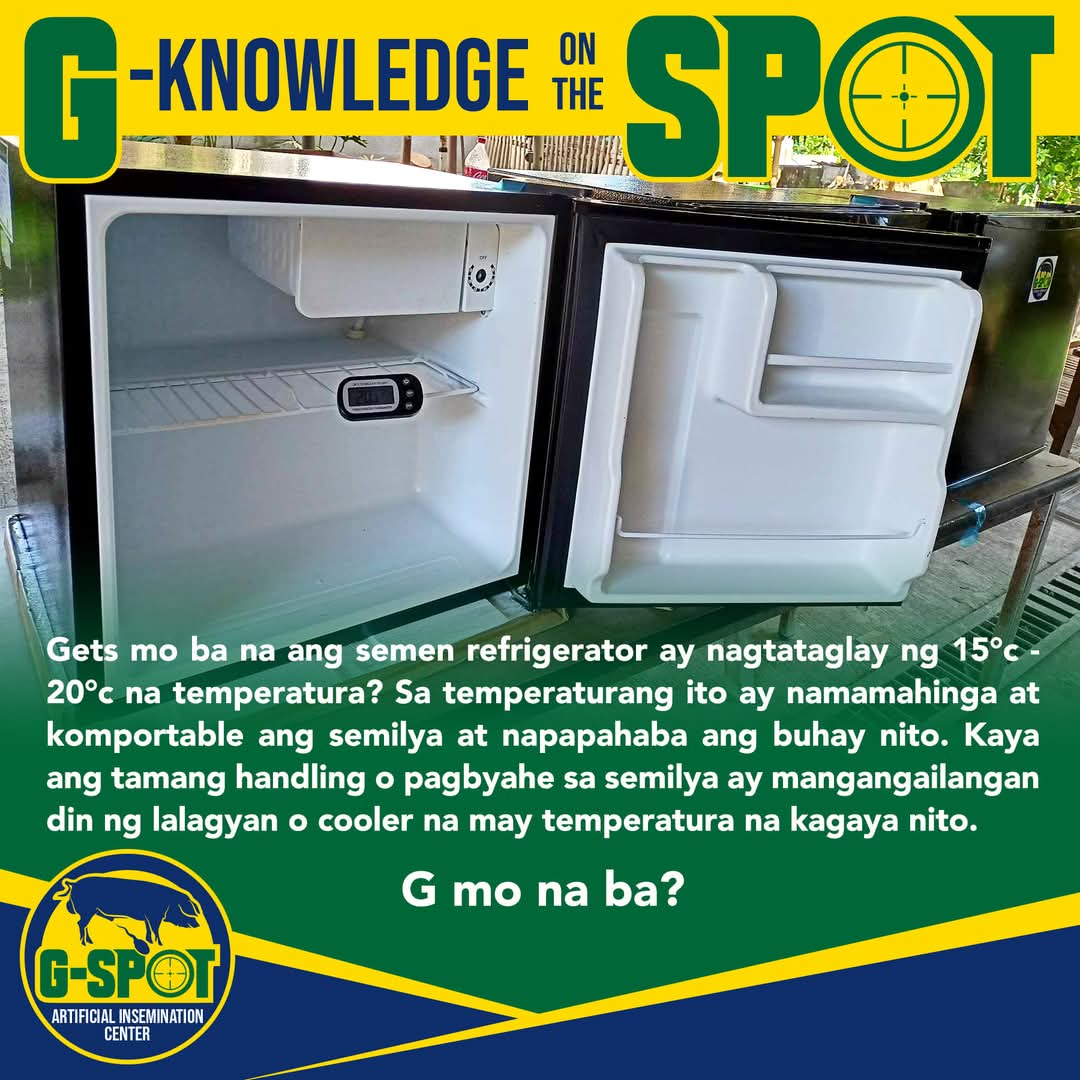 G-KNOWLEDGE ON THE SPOT
OFF
Gets mo ba na ang semen refrigerator ay nagtataglay ng 15°c -
20°c na temperatura? Sa temperaturang ito ay namamahinga at
komportable ang semilya at napapahaba ang buhay nito. Kaya
ang tamang handling o pagbyahe sa semilya ay mangangailangan
din ng lalagyan o cooler na may temperatura na kagaya nito.
G mo na ba?
G-SPOT
ARTIFICIAL INSEMINATION
CENTER